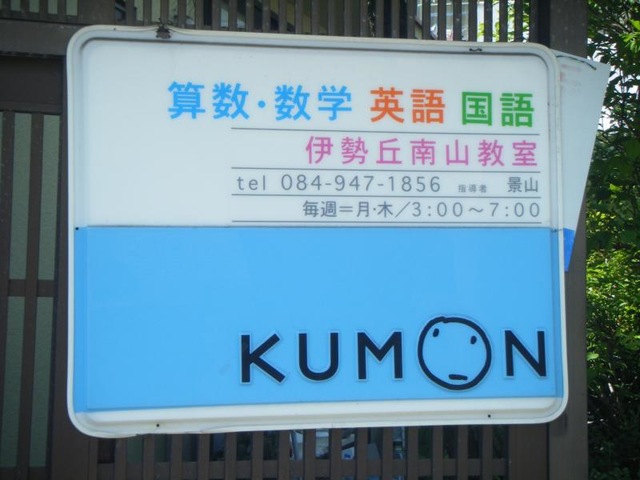 算数・数学 英語 国語
伊勢丘南山教室
tel 084-947-1856 指導者 景山
毎週＝月・木／3：00～7：00
KUMON